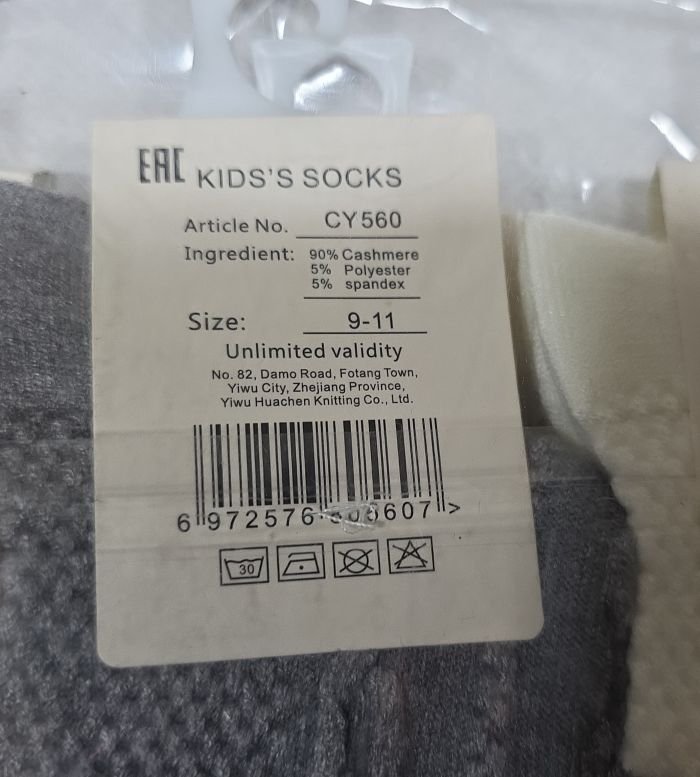 EAC KIDS'S SOCKS
Article No. CY560
Ingredient: 90% Cashmere
5% Polyester
5% spandex
Size: 9-11
Unlimited validity
No. 82, Damo Road, Fotang Town,
Yiwu City, Zhejiang Province,
Yiwu Huachen Knitting Co., Ltd.
6 972576 607 >
30